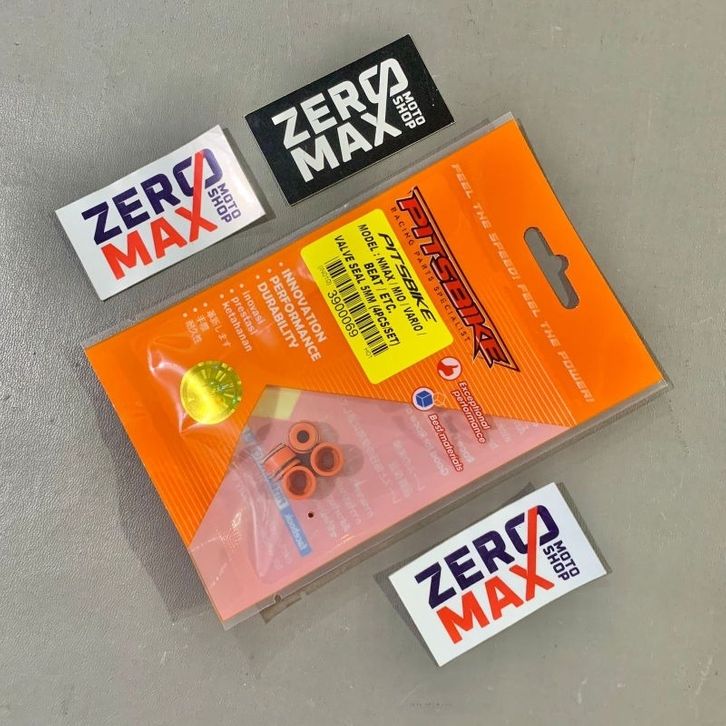 ZERO
MAX
MOTO
SHOP
ZERO
MAX
MOTO
SHOP
FEEL THE SPEED! FEEL THE POWER!
PITSBIKE
RACING PARTS SPECIALIST
PITSBIKE
MODEL : NMAX / MIO / VARIO /
BEAT / ETC.
VALVE SEAL 5MM (4PCS:SET)
3900069
INNOVATION
PERFORMANCE
DURABILITY
inovasi
prestasi
ketahanan
Exceptional
performance
Best materials
ZERO
MAX
MOTO
SHOP